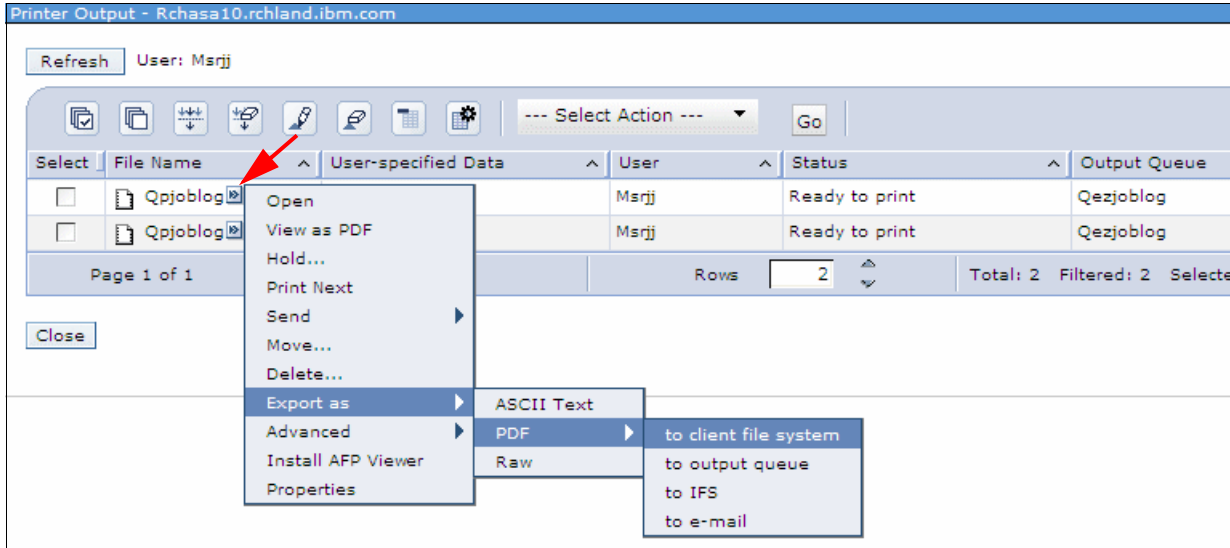 Printer Output - Rchasa10.rchland.ibm.com
Refresh User: Msrjj
--- Select Action --- Go
Select File Name User-specified Data User Status Output Queue
Qpjoblog Msrjj Ready to print Qezjoblog
Qpjoblog Msrjj Ready to print Qezjoblog
Page 1 of 1 Rows 2 Total: 2 Filtered: 2 Selecte
Close
Open
View as PDF
Hold...
Print Next
Send
Move...
Delete...
Export as
Advanced
Install AFP Viewer
Properties
ASCII Text
PDF
Raw
to client file system
to output queue
to IFS
to e-mail